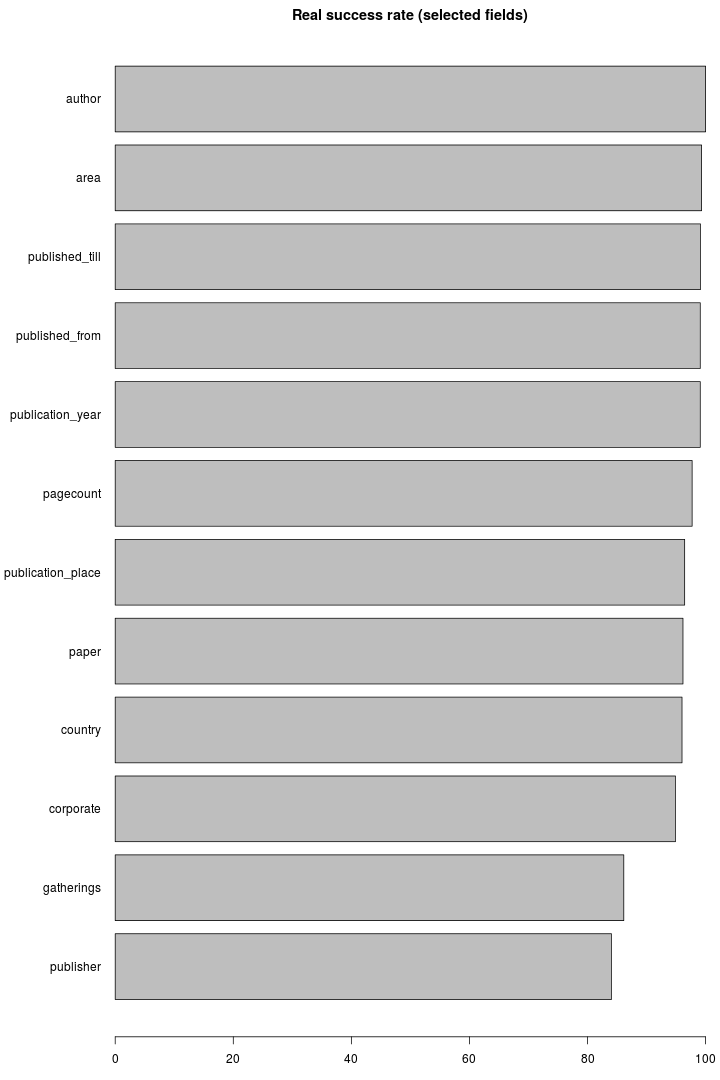 Real success rate (selected fields)
author
area
published_till
published_from
publication_year
pagecount
publication_place
paper
country
corporate
gatherings
publisher
0 20 40 60 80 100